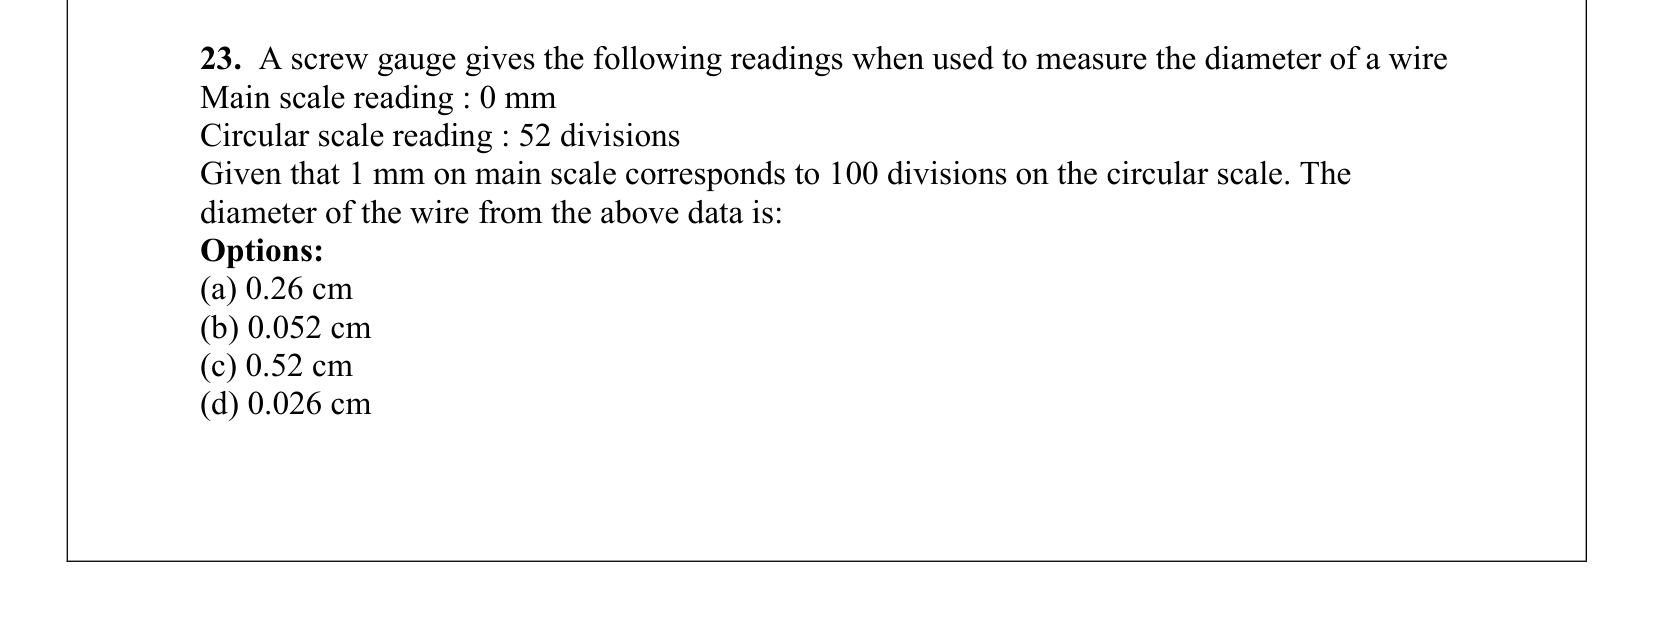 23. A screw gauge gives the following readings when used to measure the diameter of a wire
Main scale reading : 0 mm
Circular scale reading : 52 divisions
Given that 1 mm on main scale corresponds to 100 divisions on the circular scale. The
diameter of the wire from the above data is:
Options:
(a) 0.26 cm
(b) 0.052 cm
(c) 0.52 cm
(d) 0.026 cm